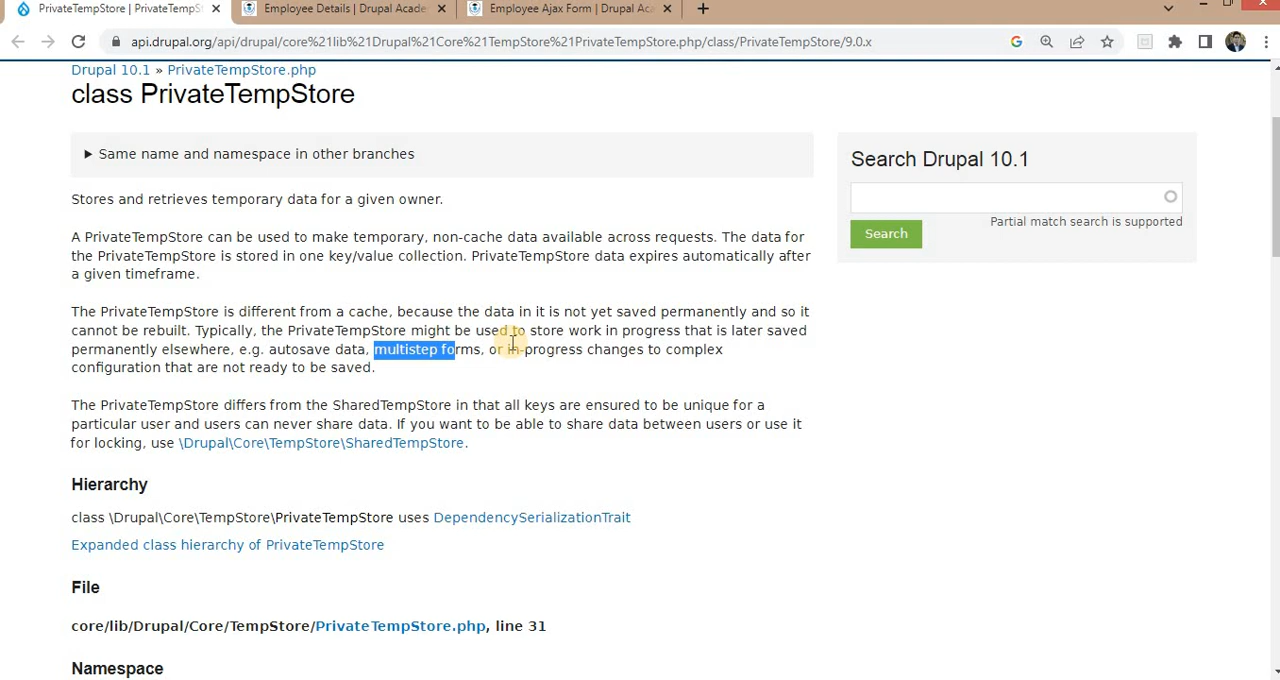 PrivateTempStore | PrivateTempS
Employee Details | Drupal Acade
Employee Ajax Form | Drupal Aca
api.drupal.org/api/drupal/core%21lib%21Drupal%21Core%21TempStore%21PrivateTempStore.php/class/PrivateTempStore/9.0.x
Drupal 10.1 » PrivateTempStore.php
class PrivateTempStore
Same name and namespace in other branches
Stores and retrieves temporary data for a given owner.
A PrivateTempStore can be used to make temporary, non-cache data available across requests. The data for
the PrivateTempStore is stored in one key/value collection. PrivateTempStore data expires automatically after
a given timeframe.
The PrivateTempStore is different from a cache, because the data in it is not yet saved permanently and so it
cannot be rebuilt. Typically, the PrivateTempStore might be used to store work in progress that is later saved
permanently elsewhere, e.g. autosave data, multistep forms, or in-progress changes to complex
configuration that are not ready to be saved.
The PrivateTempStore differs from the SharedTempStore in that all keys are ensured to be unique for a
particular user and users can never share data. If you want to be able to share data between users or use it
for locking, use \Drupal\Core\TempStore\SharedTempStore.
Hierarchy
class \Drupal\Core\TempStore\PrivateTempStore uses DependencySerializationTrait
Expanded class hierarchy of PrivateTempStore
File
core/lib/Drupal/Core/TempStore/PrivateTempStore.php, line 31
Namespace
Search Drupal 10.1
Partial match search is supported
Search